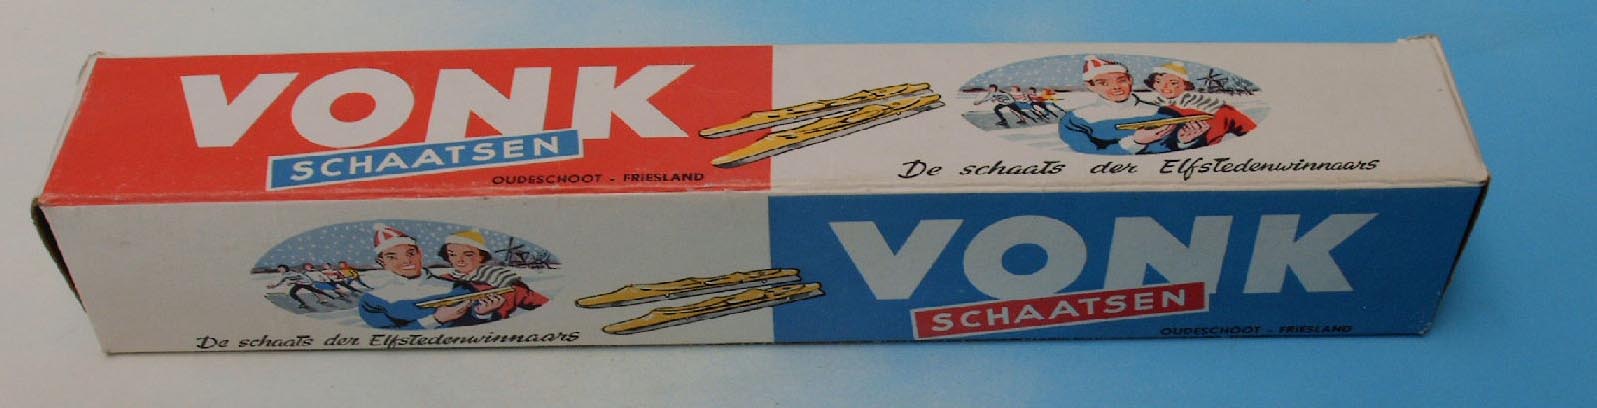 VONK
SCHAATSEN
OUDESCHOOT - FRIESLAND
De schaats der Elfstedenwinnaars
De schaats der Elfstedenwinnaars
VONK
SCHAATSEN
OUDESCHOOT - FRIESLAND